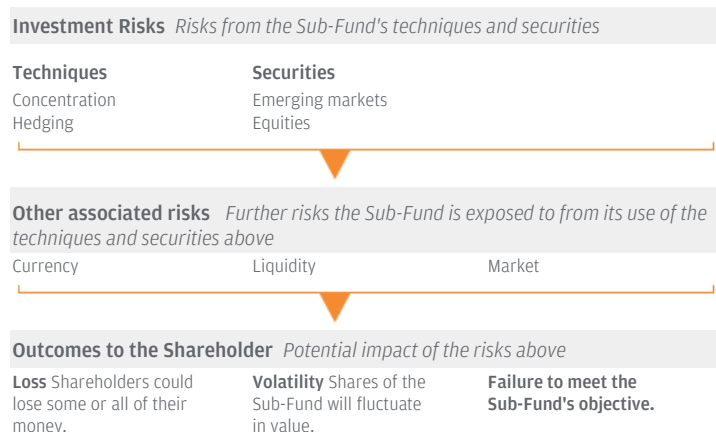 Investment Risks Risks from the Sub-Fund's techniques and securities
Techniques Securities
Concentration Emerging markets
Hedging Equities
Other associated risks Further risks the Sub-Fund is exposed to from its use of the
techniques and securities above
Currency Liquidity Market
Outcomes to the Shareholder Potential impact of the risks above
Loss Shareholders could
lose some or all of their
money.
Volatility Shares of the
Sub-Fund will fluctuate
in value.
Failure to meet the
Sub-Fund's objective.